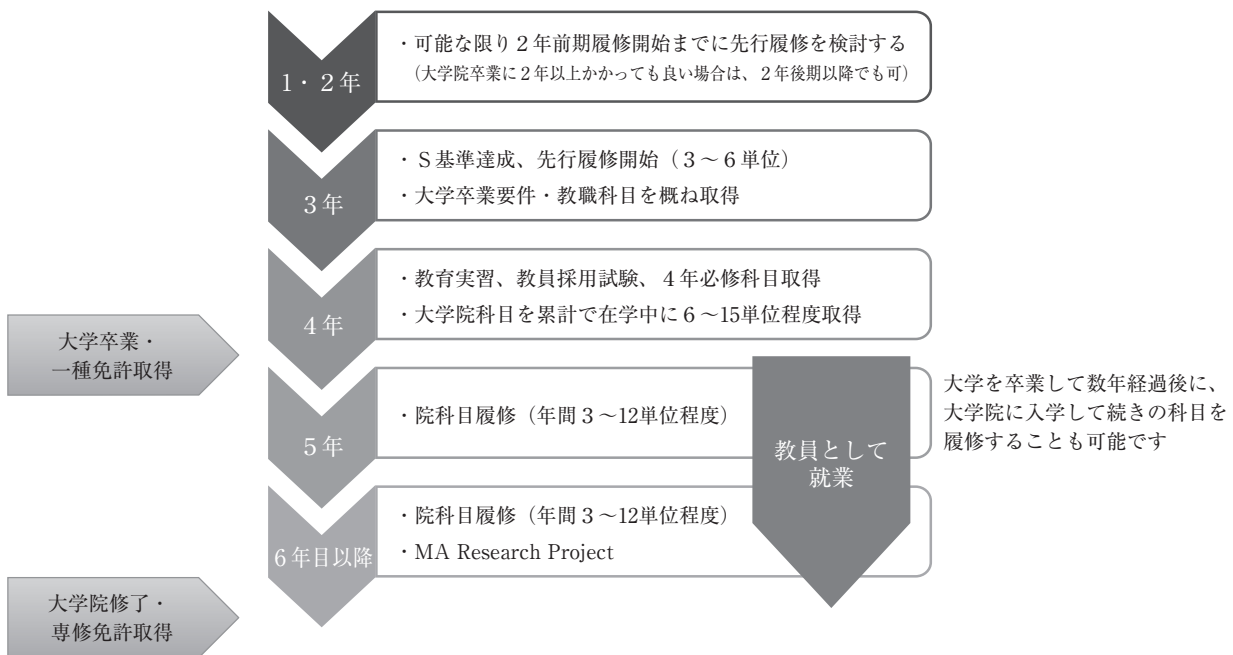 1・2年
・可能な限り2年前期履修開始までに先行履修を検討する
（大学院卒業に2年以上かかっても良い場合は、2年後期以降でも可）
3年
・S基準達成、先行履修開始（3～6単位）
・大学卒業要件・教職科目を概ね取得
4年
・教育実習、教員採用試験、4年必修科目取得
・大学院科目を累計で在学中に6～15単位程度取得
大学卒業・
一種免許取得
5年
・院科目履修（年間3～12単位程度）
教員として
就業
大学を卒業して数年経過後に、
大学院に入学して続きの科目を
履修することも可能です
6年目以降
・院科目履修（年間3～12単位程度）
・MA Research Project
大学院修了・
専修免許取得